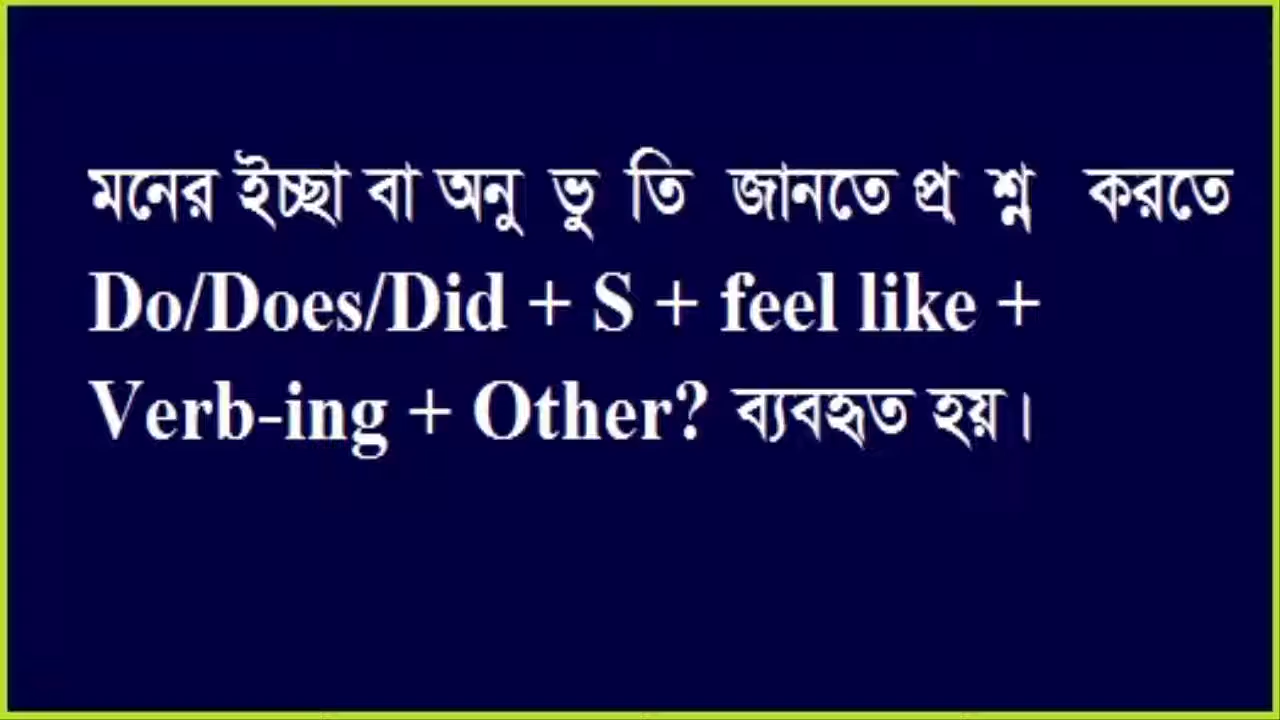 মনের ইচ্ছা বা অনুভুতি জানতে প্রশ্ন করতে
Do/Does/Did + S + feel like +
Verb-ing + Other? ব্যবহৃত হয়।